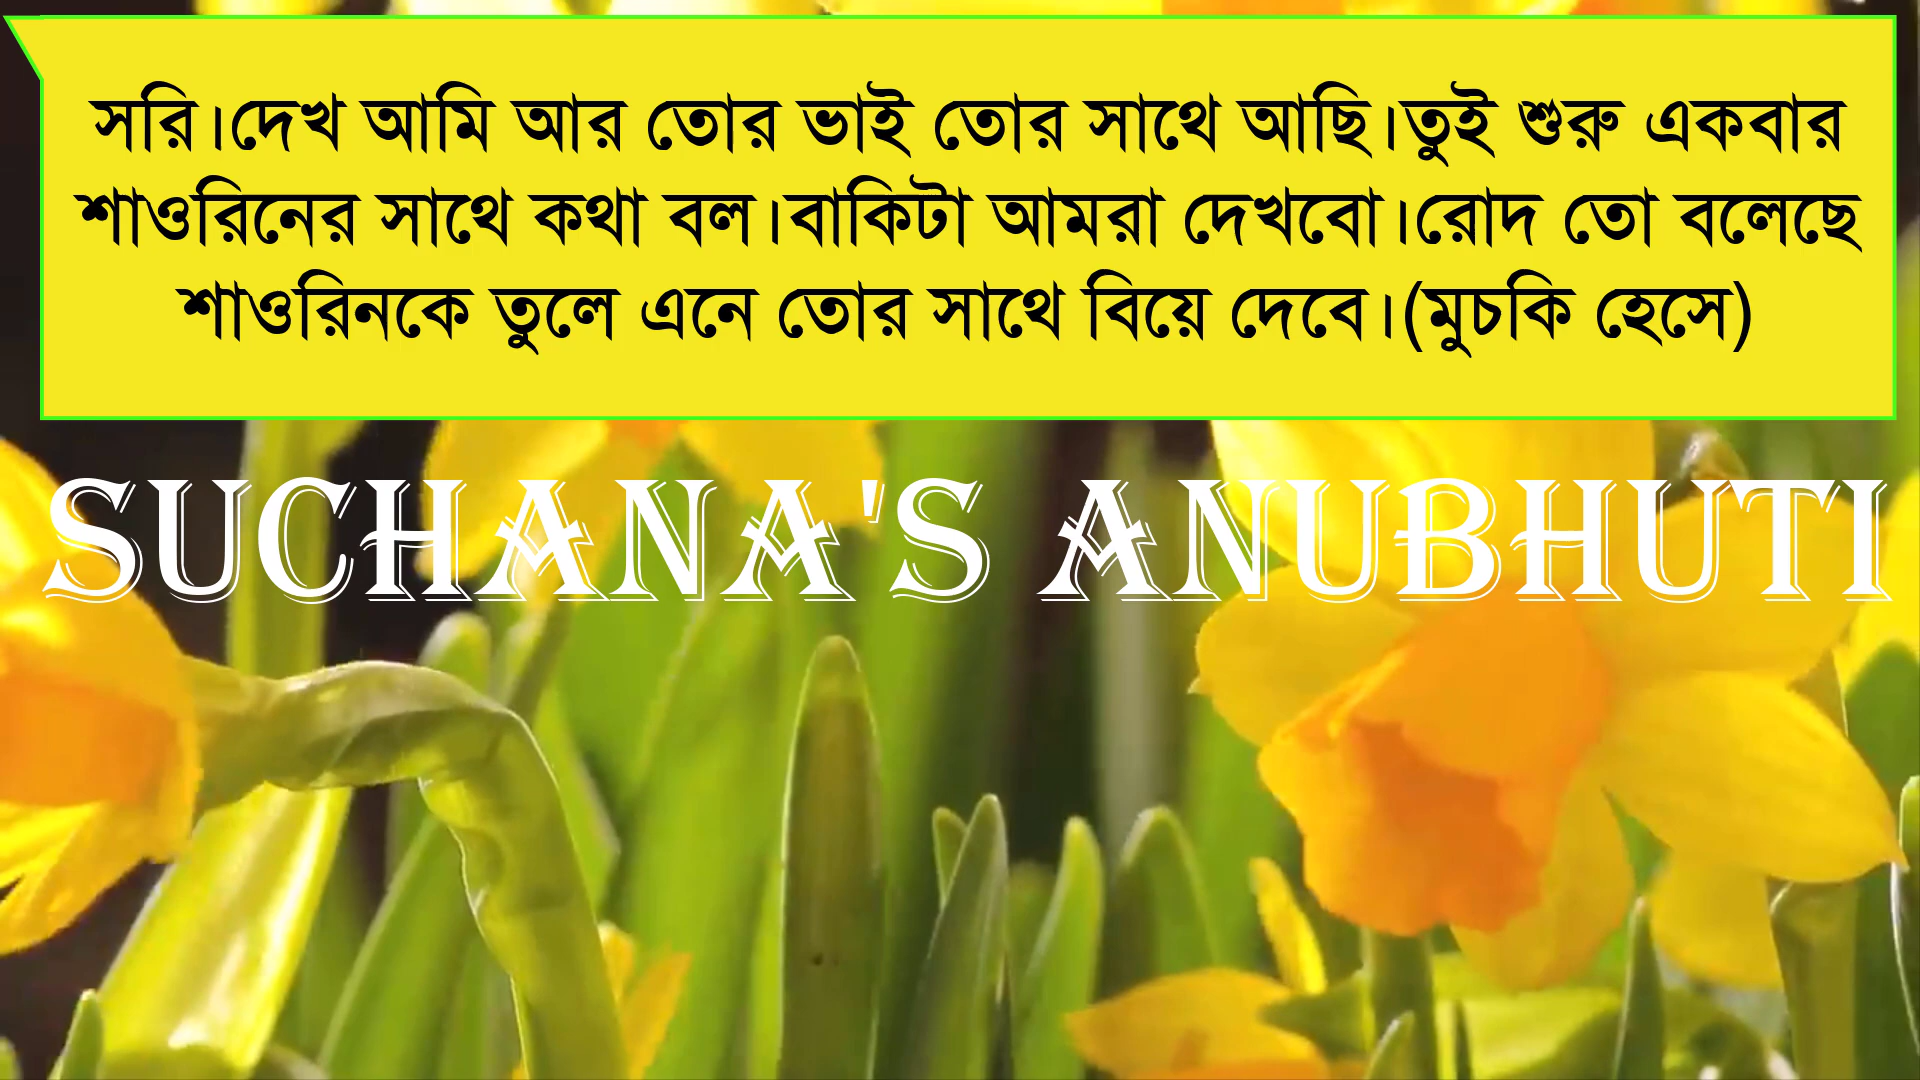 সরি।দেখ আমি আর তোর ভাই তোর সাথে আছি।তুই শুরু একবার
শাওরিনের সাথে কথা বল।বাকিটা আমরা দেখবো।রোদ তো বলেছে
শাওরিনকে তুলে এনে তোর সাথে বিয়ে দেবে।(মুচকি হেসে)
SUCHANA'S ANUBHUTI